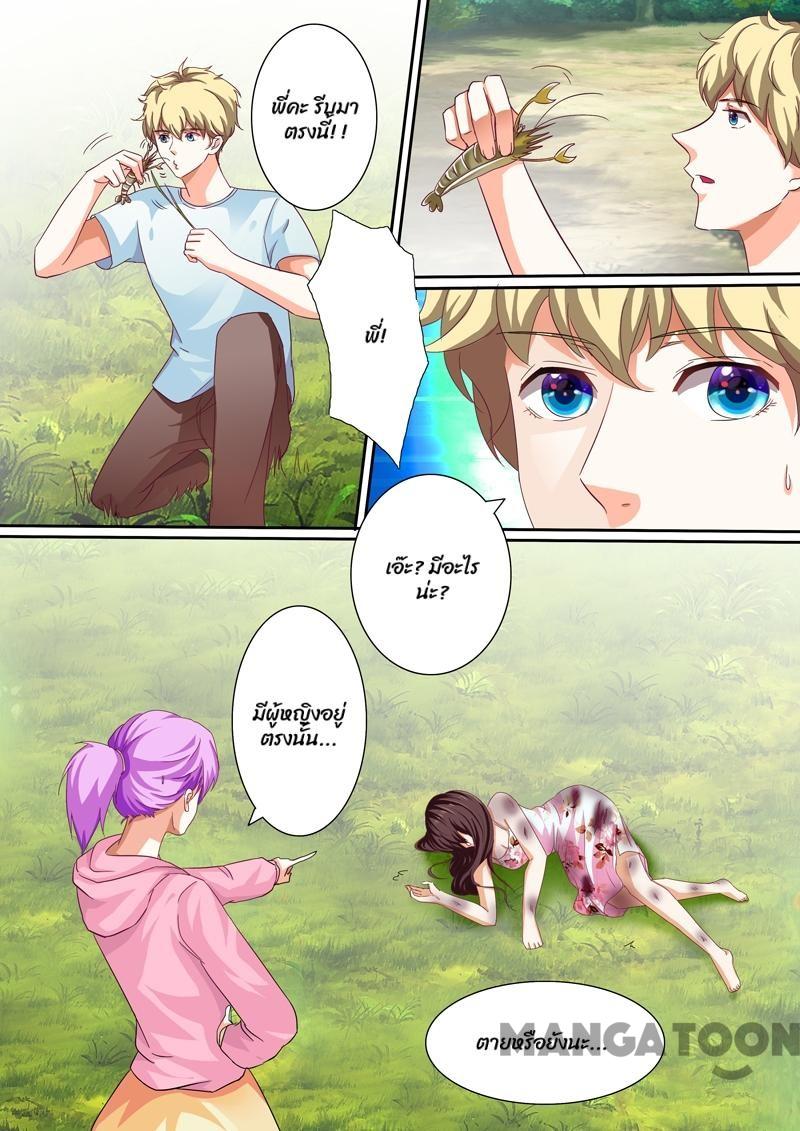 พี่คะ รีบมา
ตรงนี้! !
พี่!
เอ๊ะ? มีอะไร
น่ะ?
มีผู้หญิงอยู่
ตรงนั้น...
ตายหรือยังนะ...
MANGATOON